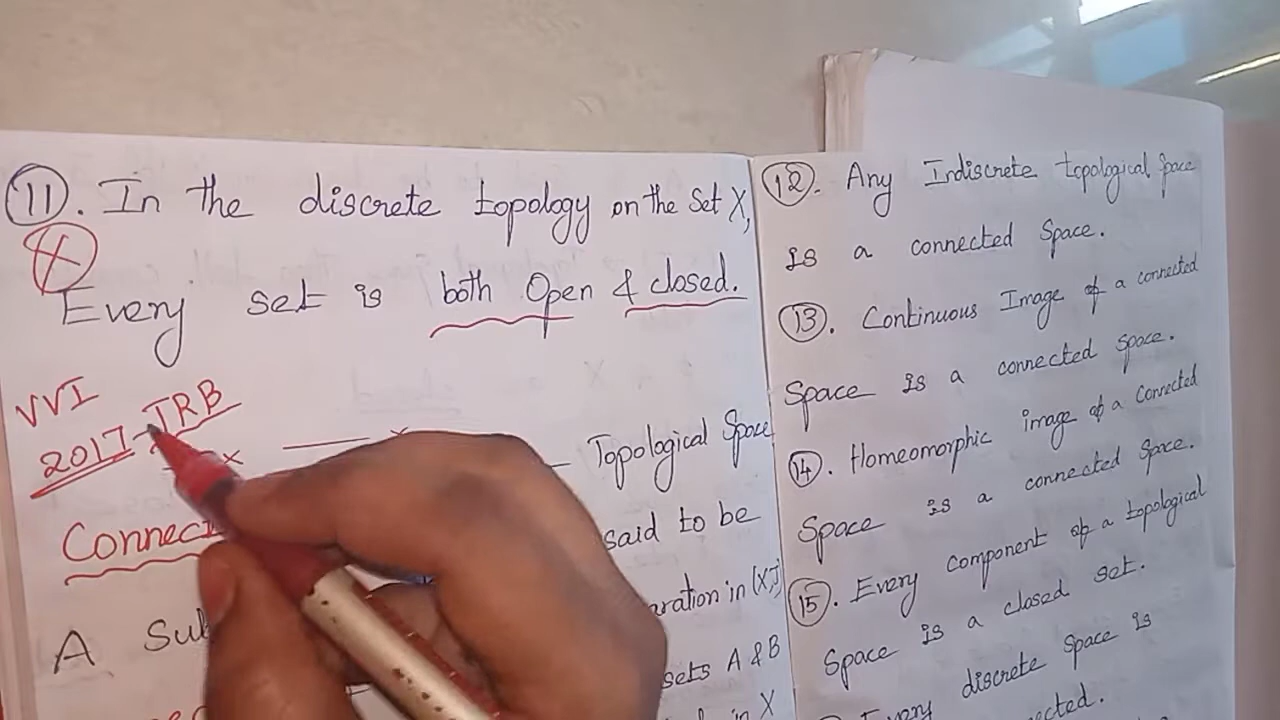 11. In the discrete topology on the Set X,
Every set is both Open & closed.
VVI
2017-TRB
Connec
Topological Space
said to be
A Su
aration in (X,J)
sets A & B
in X
12. Any Indiscrete topological Space
is a connected Space.
13. Continuous Image of a connected
Space is a connected space.
14. Homeomorphic image of a Connected
Space is a connected Space.
15. Every component of a topological
Space is a closed set.
Every discrete Space is
ected.